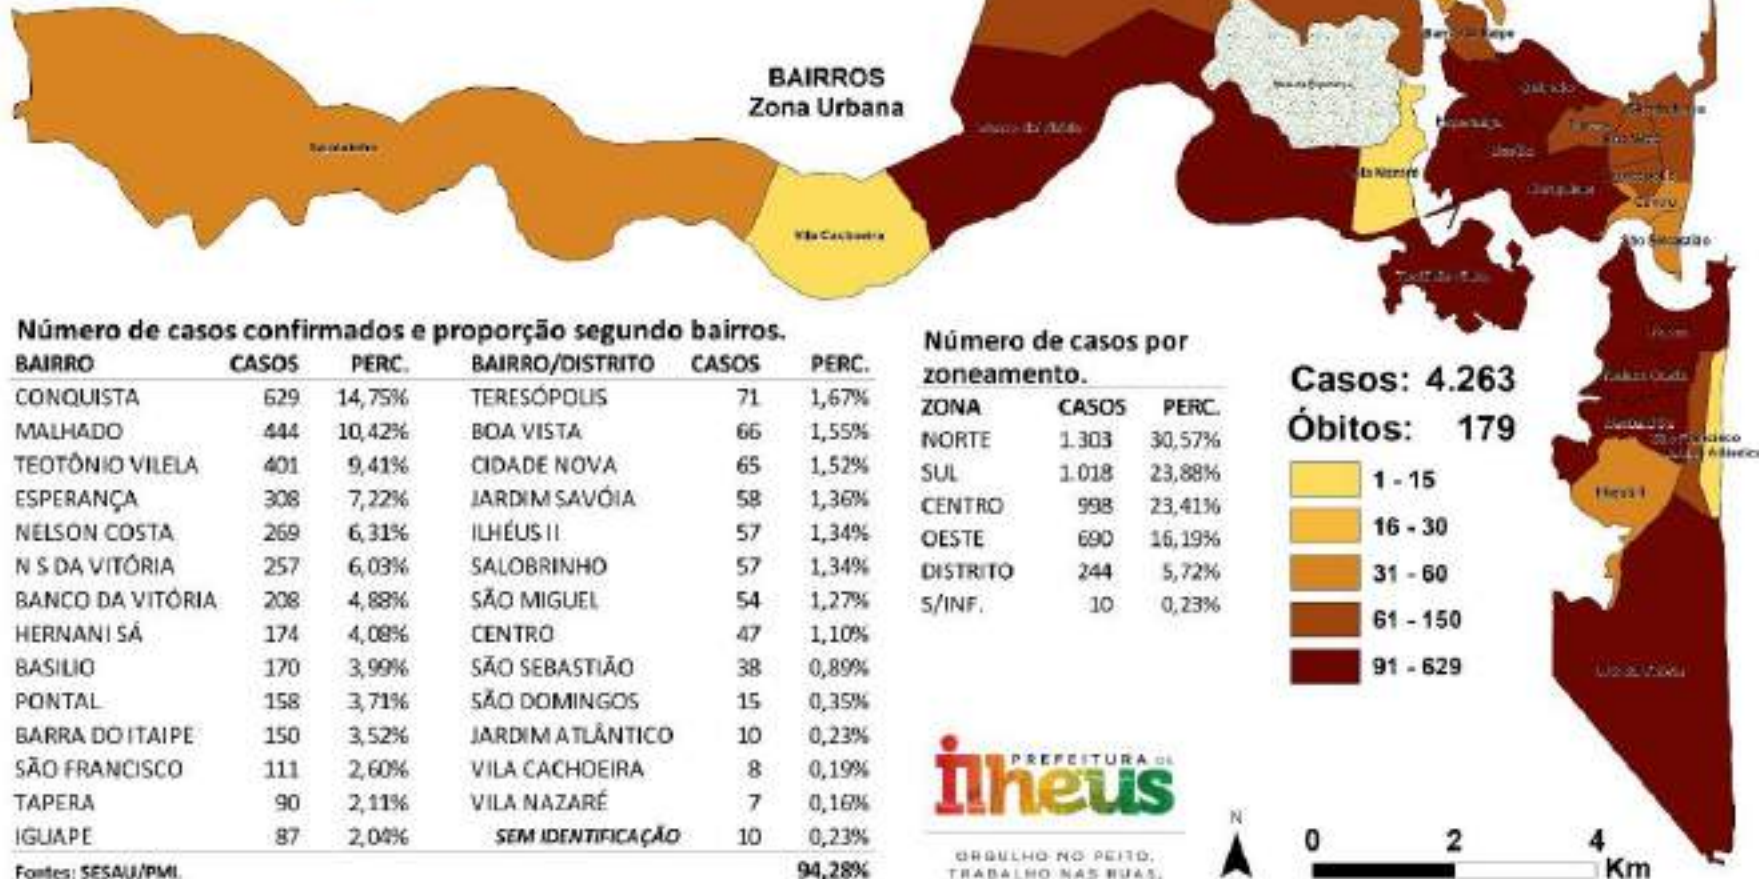 BAIRROS
Zona Urbana
Salobrinho
Vila Cachoeira
Vila Nazaré
São Sebastião
Ilhéus II
Número de casos confirmados e proporção segundo bairros.
BAIRRO CASOS PERC. BAIRRO/DISTRITO CASOS PERC.
CONQUISTA 629 14,75% TERESÓPOLIS 71 1,67%
MALHADO 444 10,42% BOA VISTA 66 1,55%
TEOTÔNIO VILELA 401 9,41% CIDADE NOVA 65 1,52%
ESPERANÇA 308 7,22% JARDIM SAVÓIA 58 1,36%
NELSON COSTA 269 6,31% ILHÉUS II 57 1,34%
N S DA VITÓRIA 257 6,03% SALOBRINHO 57 1,34%
BANCO DA VITÓRIA 208 4,88% SÃO MIGUEL 54 1,27%
HERNANI SÁ 174 4,08% CENTRO 47 1,10%
BASILIO 170 3,99% SÃO SEBASTIÃO 38 0,89%
PONTAL 158 3,71% SÃO DOMINGOS 15 0,35%
BARRA DO ITAIPE 150 3,52% JARDIM ATLÂNTICO 10 0,23%
SÃO FRANCISCO 111 2,60% VILA CACHOEIRA 8 0,19%
TAPERA 90 2,11% VILA NAZARÉ 7 0,16%
IGUAPE 87 2,04% SEM IDENTIFICAÇÃO 10 0,23%
Fontes: SESAU/PMI. 94,28%
Número de casos por
zoneamento.
ZONA CASOS PERC.
NORTE 1.303 30,57%
SUL 1.018 23,88%
CENTRO 998 23,41%
OESTE 690 16,19%
DISTRITO 244 5,72%
S/INF. 10 0,23%
Casos: 4.263
Óbitos: 179
1 - 15
16 - 30
31 - 60
61 - 150
91 - 629
PREFEITURA DE
ilheus
ORGULHO NO PEITO,
TRABALHO NAS RUAS.
N
0 2 4
Km